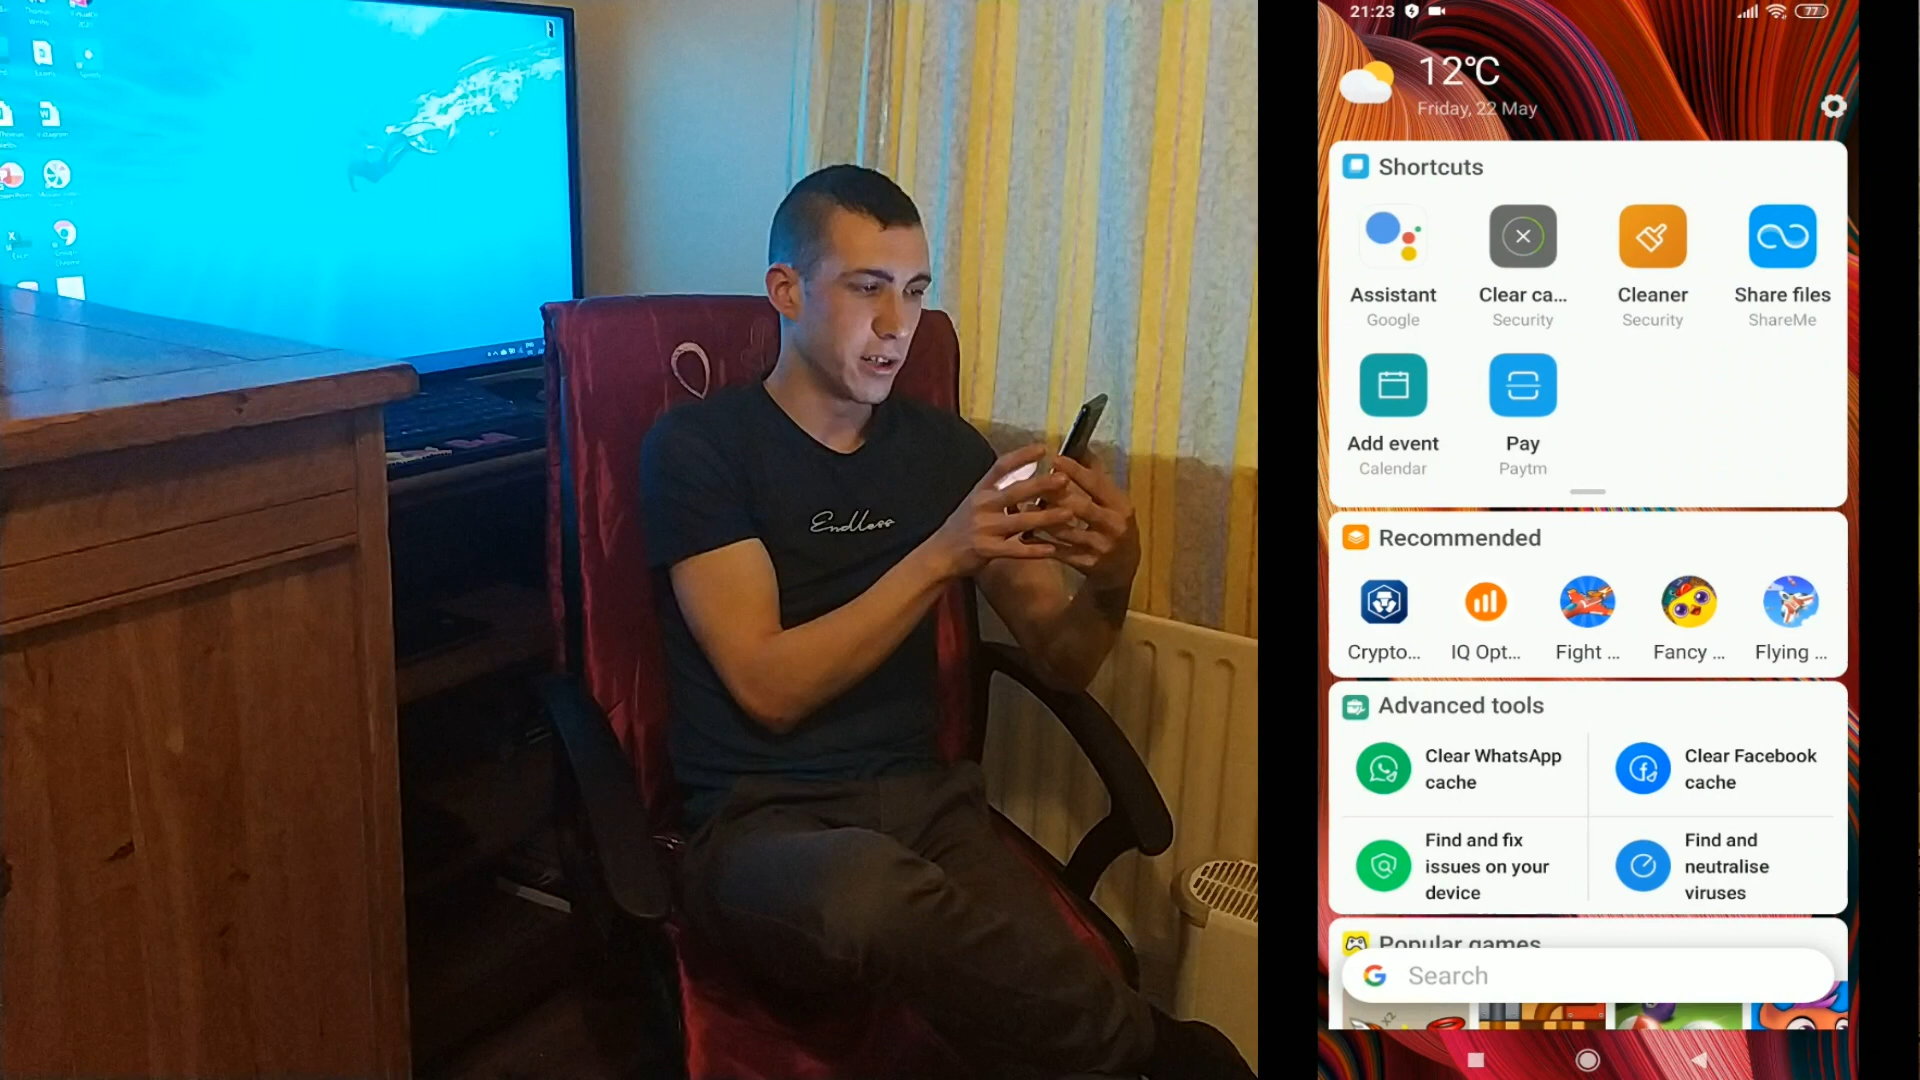 Endless
21:23
77
12°C
Friday, 22 May
Shortcuts
Assistant
Google
Clear ca...
Security
Cleaner
Security
Share files
ShareMe
Add event
Calendar
Pay
Paytm
Recommended
Crypto...
IQ Opt...
Fight ...
Fancy ...
Flying ...
Advanced tools
Clear WhatsApp
cache
Clear Facebook
cache
Find and fix
issues on your
device
Find and
neutralise
viruses
Popular games
Search
X2